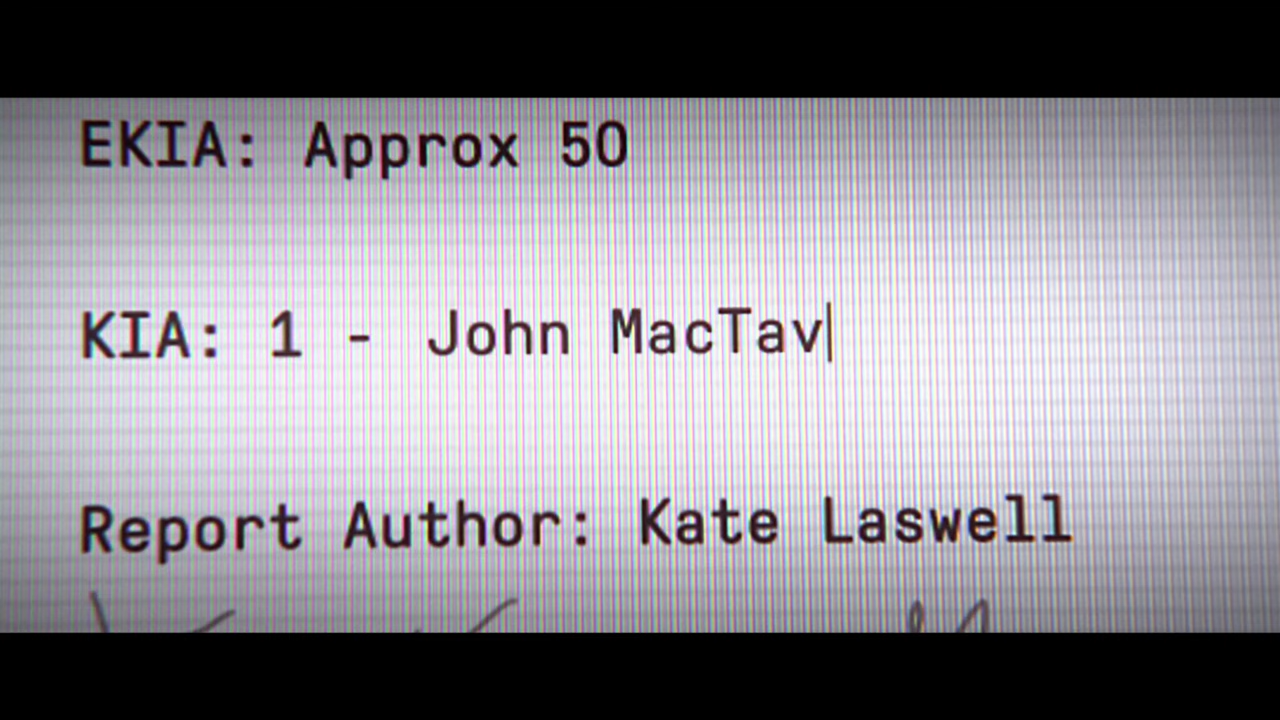 EKIA: Approx 50
KIA: 1 - John MacTav
Report Author: Kate Laswell